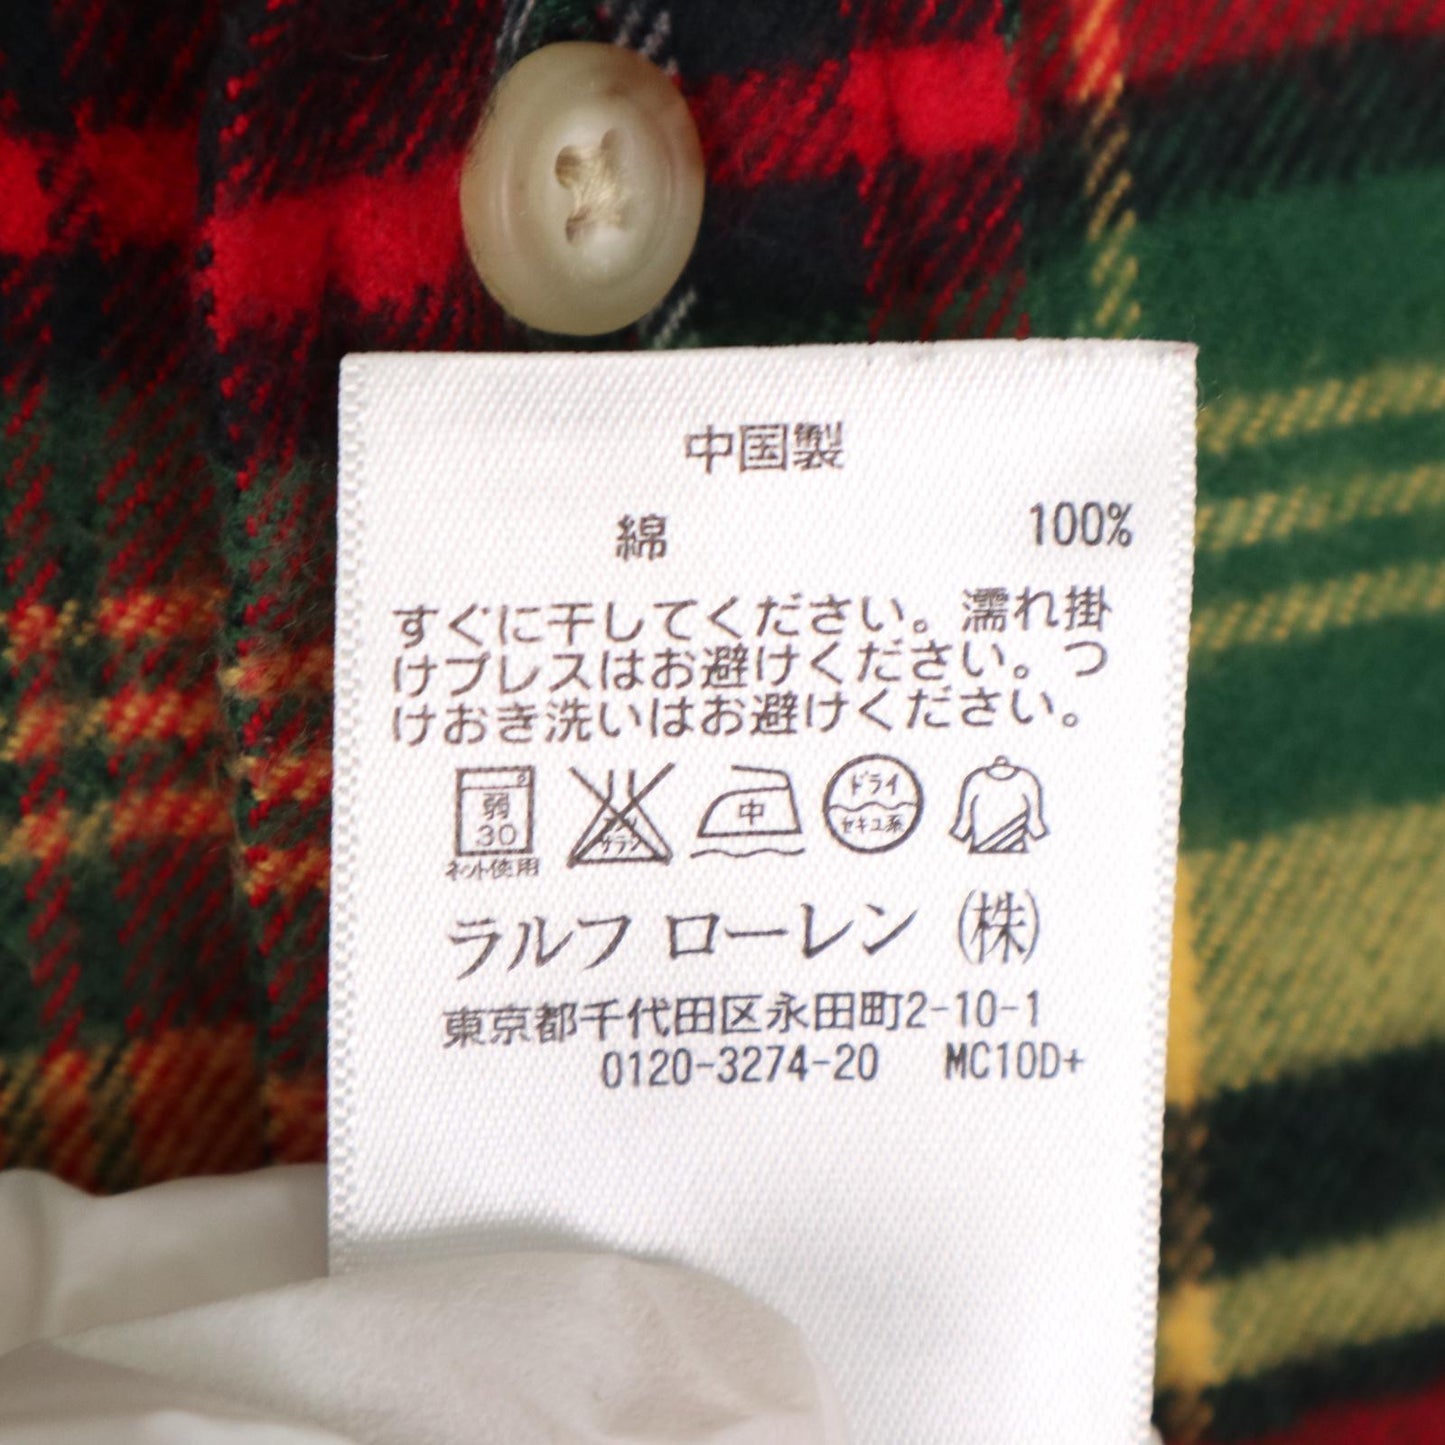 中国製
綿 100%
すぐに干してください。濡れ掛
けプレスはお避けください。つ
けおき洗いはお避けください。
弱
30
ネット使用
中
ドライ
セキユ系
ラルフ ローレン ㈱
東京都千代田区永田町2-10-1
0120-3274-20 MC10D+